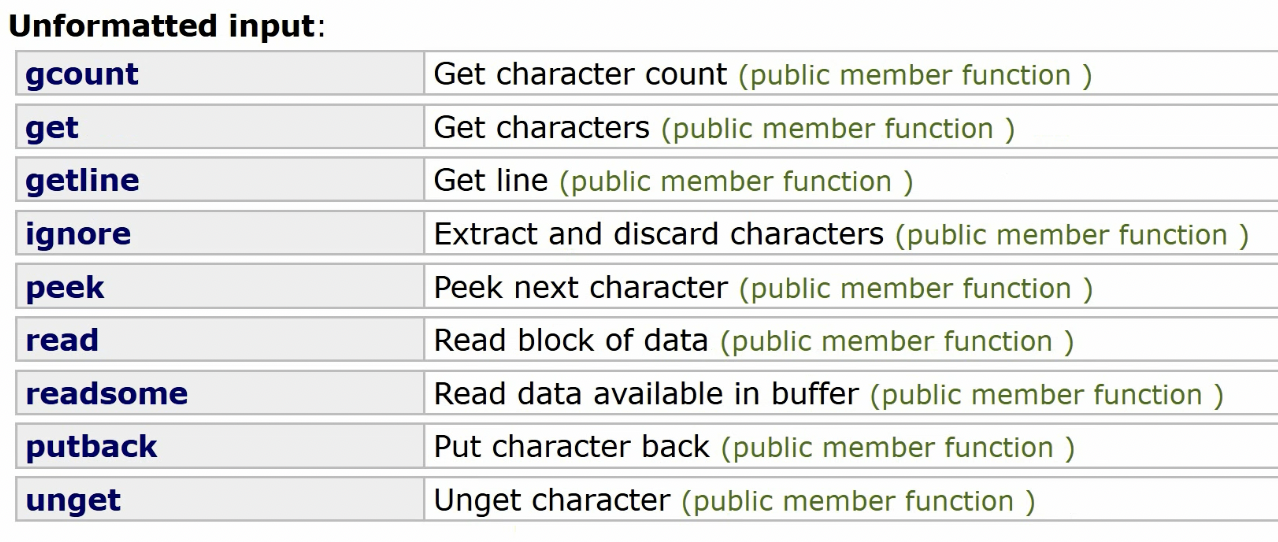 Unformatted input:
gcount Get character count (public member function )
get Get characters (public member function )
getline Get line (public member function )
ignore Extract and discard characters (public member function )
peek Peek next character (public member function )
read Read block of data (public member function )
readsome Read data available in buffer (public member function )
putback Put character back (public member function )
unget Unget character (public member function )